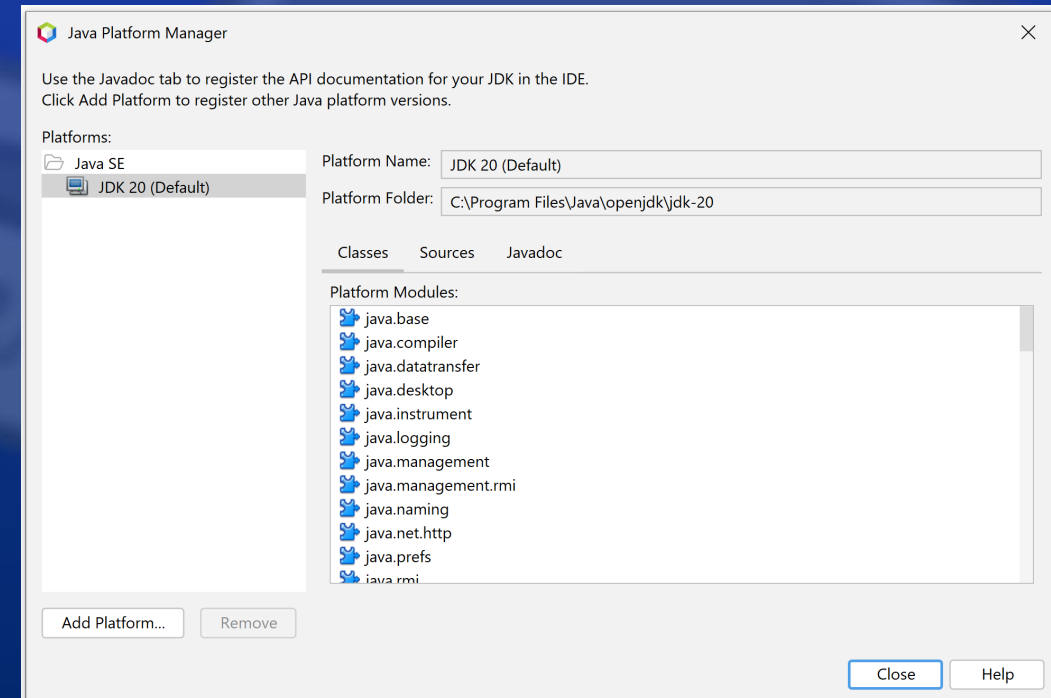 Java Platform Manager
Use the Javadoc tab to register the API documentation for your JDK in the IDE.
Click Add Platform to register other Java platform versions.
Platforms:
Java SE
JDK 20 (Default)
Platform Name: JDK 20 (Default)
Platform Folder: C:\Program Files\Java\openjdk\jdk-20
Classes Sources Javadoc
Platform Modules:
java.base
java.compiler
java.datatransfer
java.desktop
java.instrument
java.logging
java.management
java.management.rmi
java.naming
java.net.http
java.prefs
java.rmi
Add Platform... Remove
Close Help